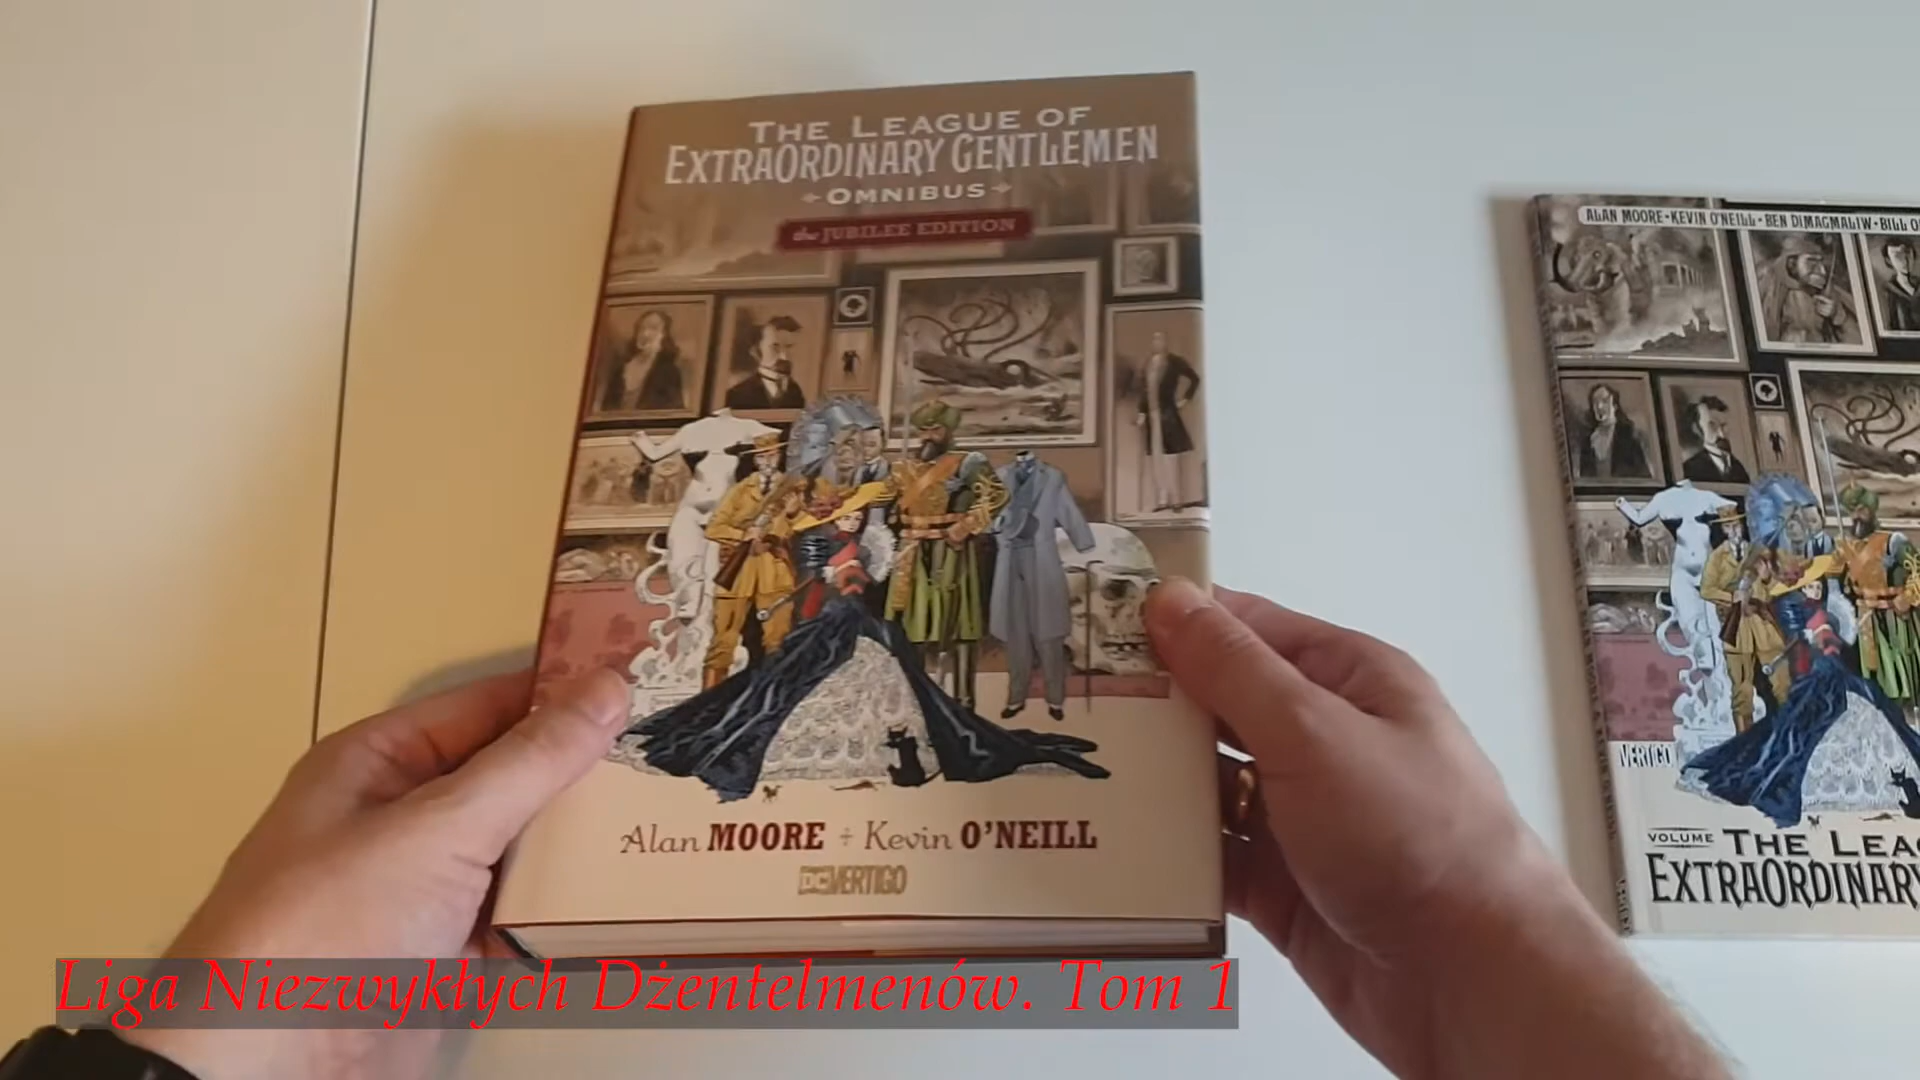 THE LEAGUE OF
EXTRAORDINARY GENTLEMEN
OMNIBUS
the JUBILEE EDITION
Alan MOORE + Kevin O'NEILL
DC VERTIGO
ALAN MOORE • KEVIN O'NEILL • BEN DIMAGMALIW • BILL O
VERTIGO
VOLUME THE LEA
EXTRAORDINARY
Liga Niezwykłych Dżentelmenów. Tom 1